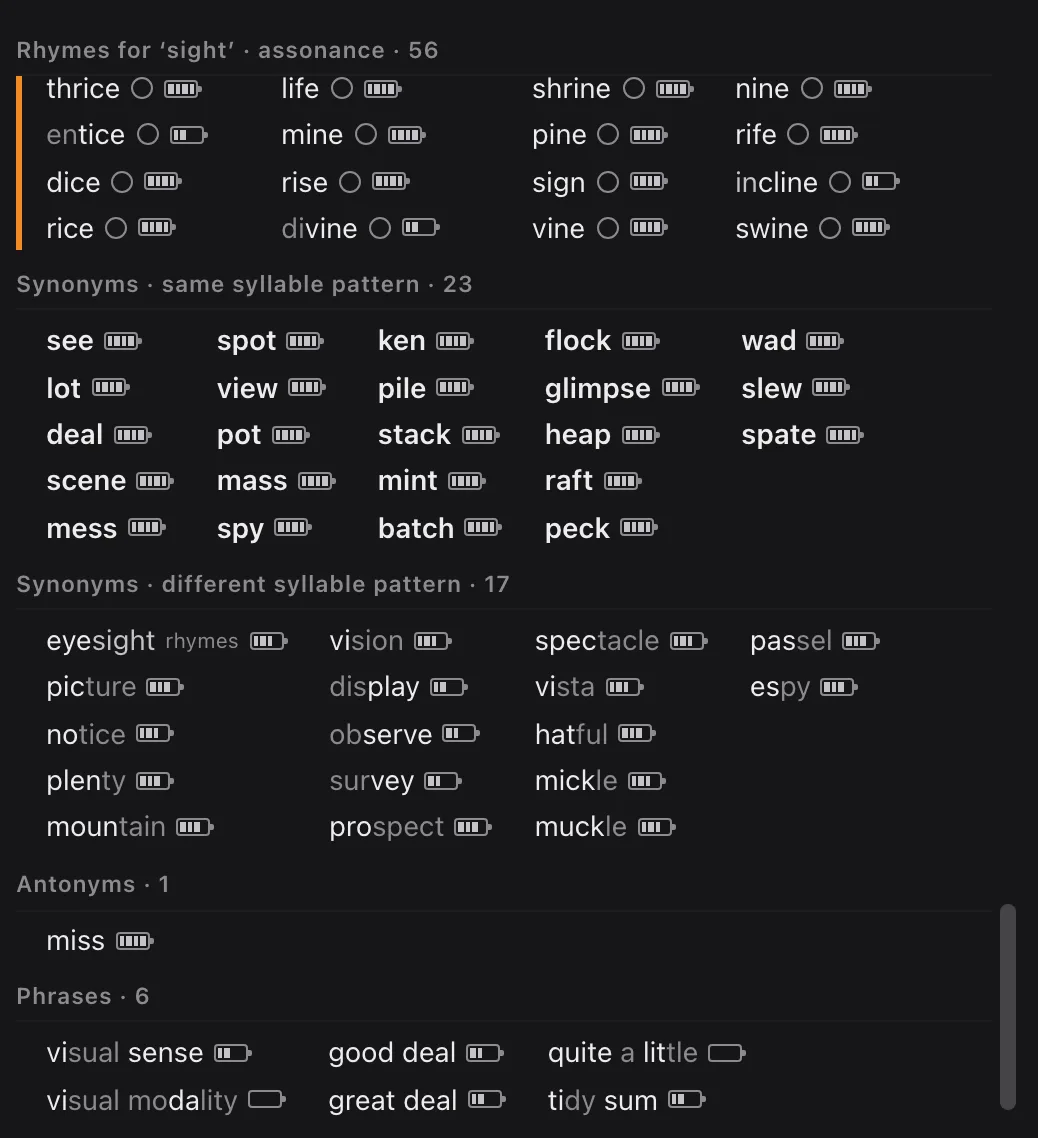 Rhymes for ‘sight’ · assonance · 56
thrice life shrine nine
entice mine pine rife
dice rise sign incline
rice divine vine swine
Synonyms · same syllable pattern · 23
see spot ken flock wad
lot view pile glimpse slew
deal pot stack heap spate
scene mass mint raft
mess spy batch peck
Synonyms · different syllable pattern · 17
eyesight rhymes vision spectacle passel
picture display vista espy
notice observe hatful
plenty survey mickle
mountain prospect muckle
Antonyms · 1
miss
Phrases · 6
visual sense good deal quite a little
visual modality great deal tidy sum